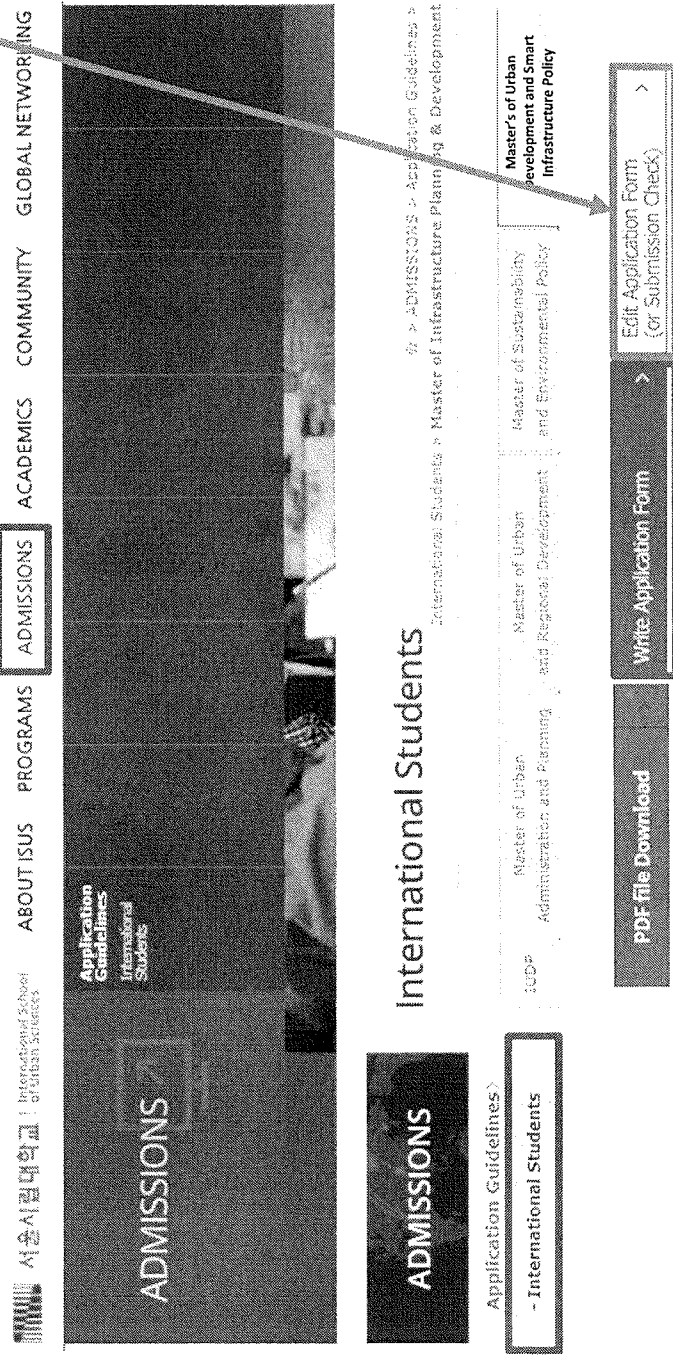 서울시립대학교 | International School
of Urban Sciences
ABOUT ISUS
PROGRAMS
ADMISSIONS
ACADEMICS
COMMUNITY
GLOBAL NETWORKING
ADMISSIONS
Application
Guidelines
International
Students
ADMISSIONS
Application Guidelines>
- International Students
International Students
> ADMISSIONS > Application Guidelines >
International Students > Master of Infrastructure Planning & Development
IUDP
Master of Urban
Administration and Planning
Master of Urban
and Regional Development
Master of Sustainability
and Environmental Policy
Master's of Urban
Development and Smart
Infrastructure Policy
PDF file Download
Write Application Form >
Edit Application Form >
(or Submission Check)